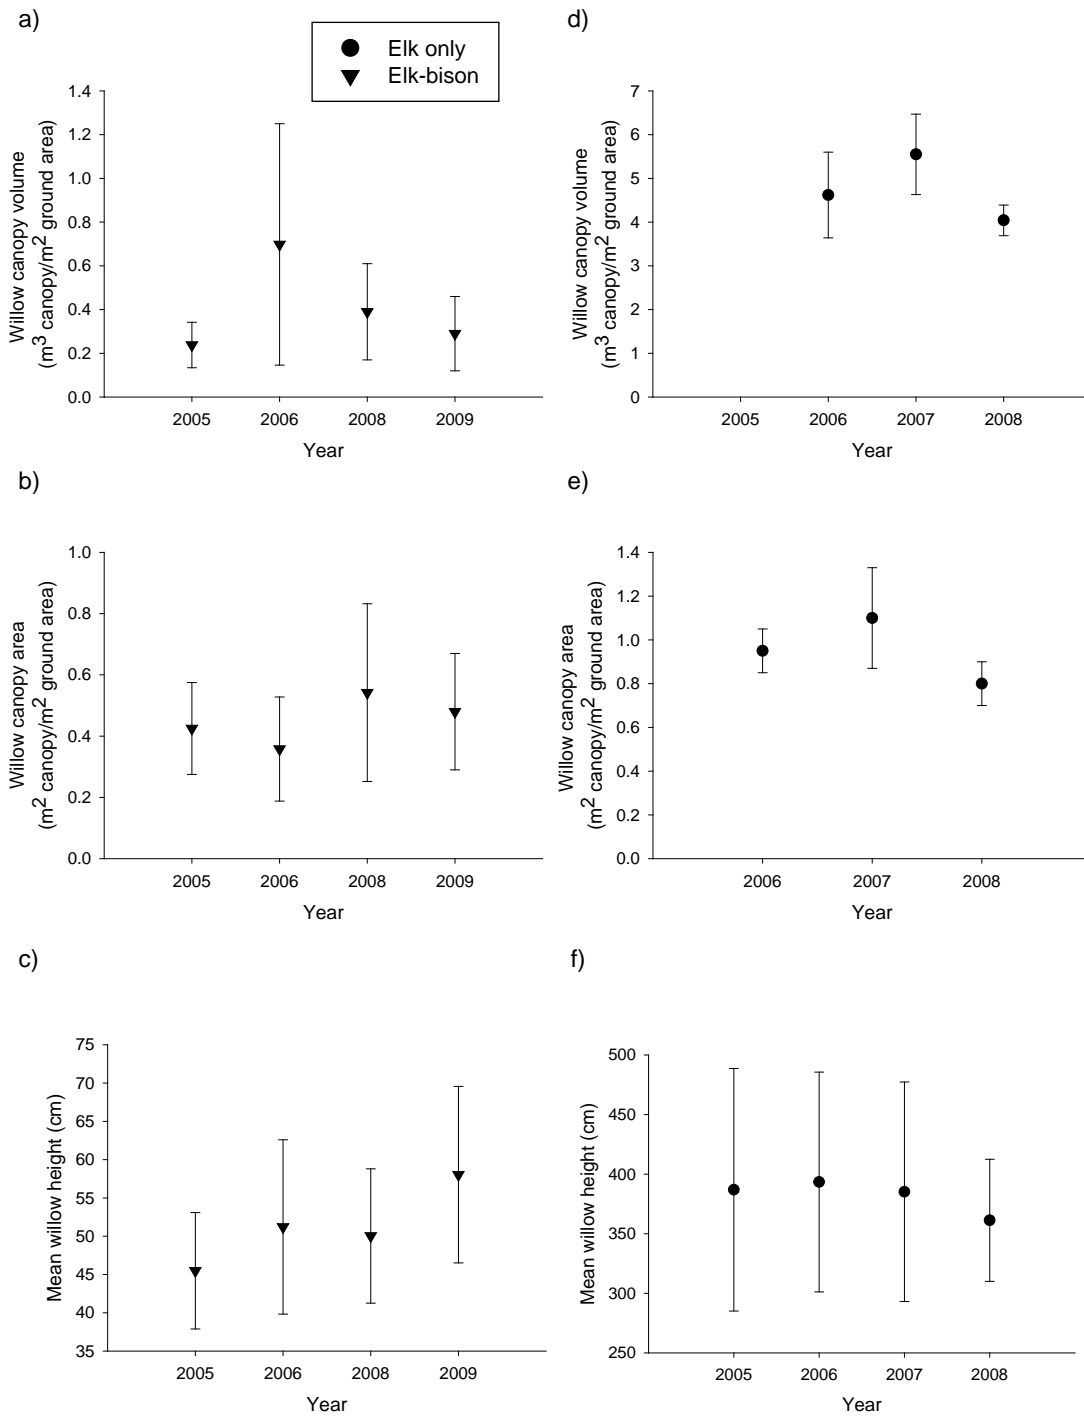 a)
Elk only
Elk-bison
Willow canopy volume
(m³ canopy/m² ground area)
1.4
1.2
1.0
0.8
0.6
0.4
0.2
0.0
2005 2006 2008 2009
Year
d)
Willow canopy volume
(m³ canopy/m² ground area)
7
6
5
4
3
2
1
0
2005 2006 2007 2008
Year
b)
Willow canopy area
(m² canopy/m² ground area)
1.0
0.8
0.6
0.4
0.2
0.0
2005 2006 2008 2009
Year
e)
Willow canopy area
(m² canopy/m² ground area)
1.4
1.2
1.0
0.8
0.6
0.4
0.2
0.0
2006 2007 2008
Year
c)
Mean willow height (cm)
75
70
65
60
55
50
45
40
35
2005 2006 2008 2009
Year
f)
Mean willow height (cm)
500
450
400
350
300
250
2005 2006 2007 2008
Year